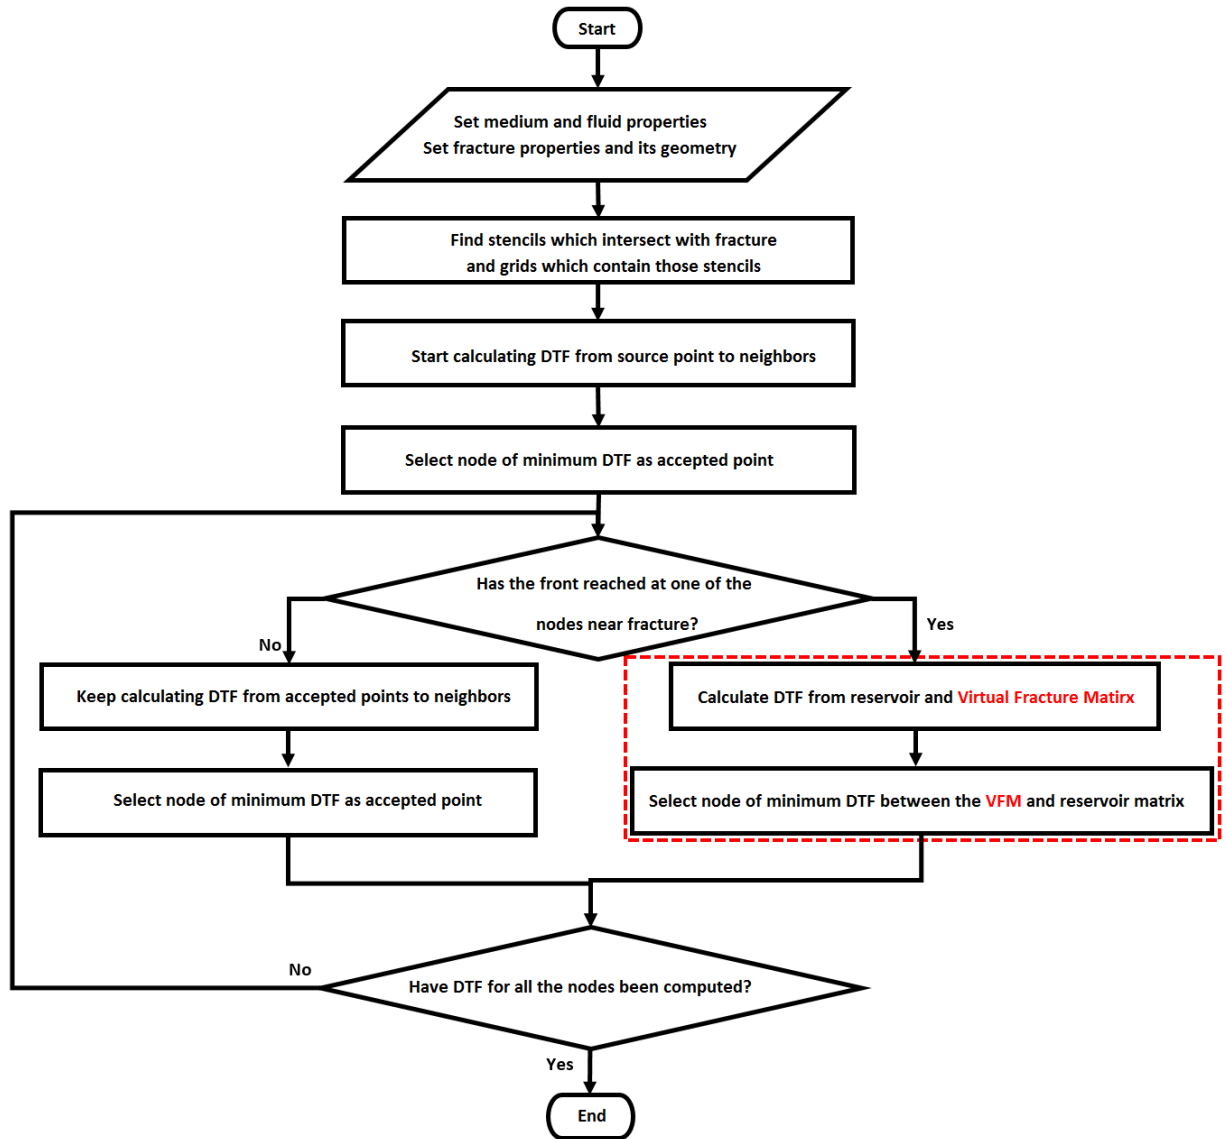 Start
Set medium and fluid properties
Set fracture properties and its geometry
Find stencils which intersect with fracture
and grids which contain those stencils
Start calculating DTF from source point to neighbors
Select node of minimum DTF as accepted point
Has the front reached at one of the
nodes near fracture?
No
Yes
Keep calculating DTF from accepted points to neighbors
Calculate DTF from reservoir and Virtual Fracture Matirx
Select node of minimum DTF as accepted point
Select node of minimum DTF between the VFM and reservoir matrix
No
Have DTF for all the nodes been computed?
Yes
End